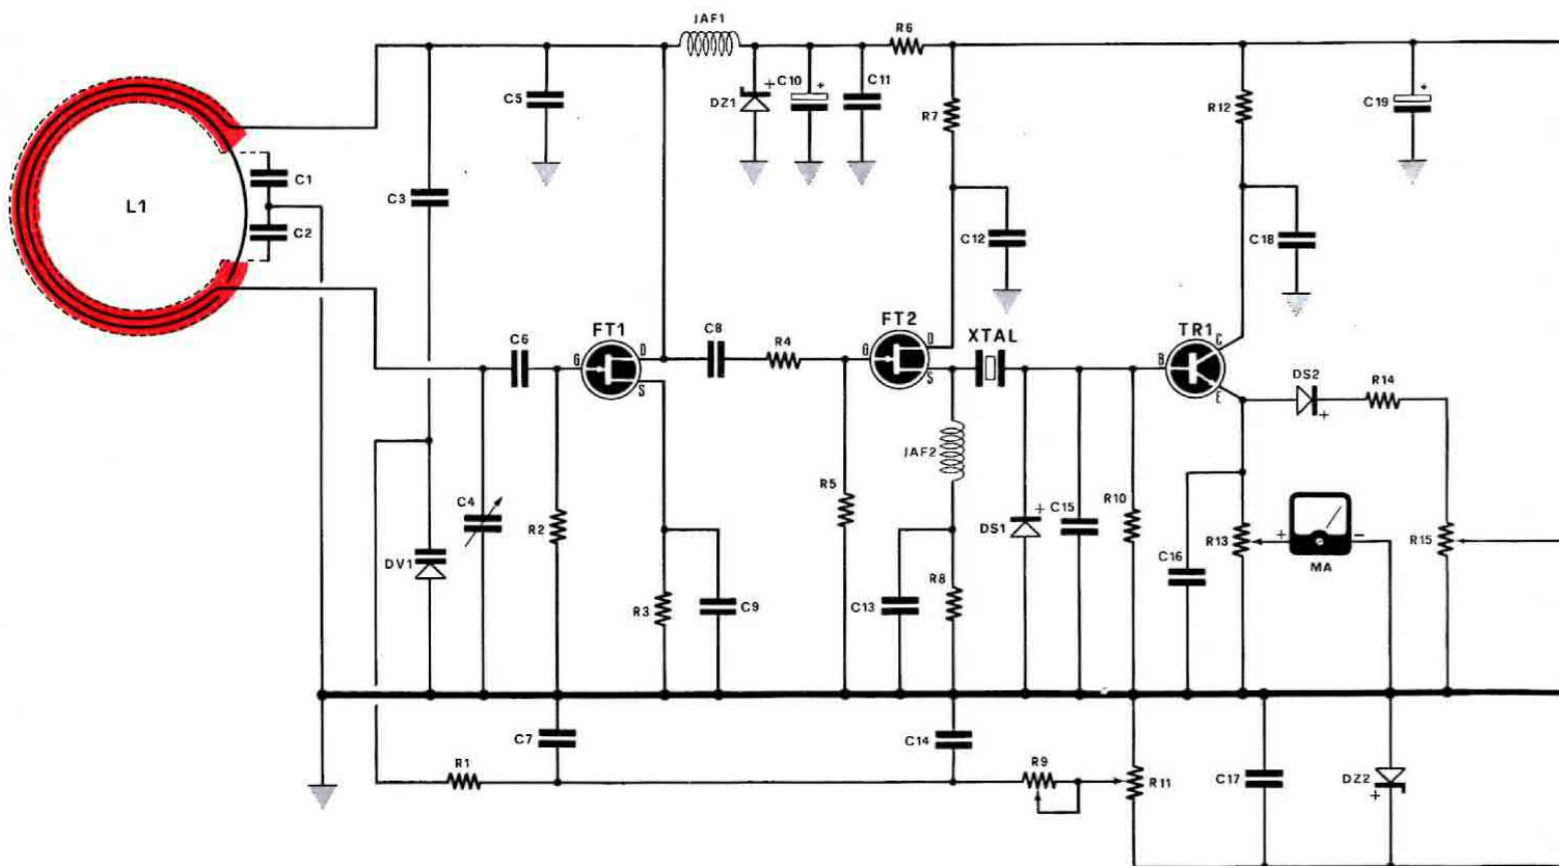 JAF1
R6
C5
DZ1
+
C10
+
C11
R7
R12
C19
+
L1
C1
C2
C3
C12
C18
C6
FT1
G
D
S
C8
R4
FT2
G
D
S
XTAL
TR1
B
C
E
DS2
+
R14
C4
R2
DV1
R3
C9
R5
JAF2
C13
R8
DS1
+
C15
R10
C16
R13
+
-
MA
R15
C7
R1
C14
R9
R11
C17
DZ2
+